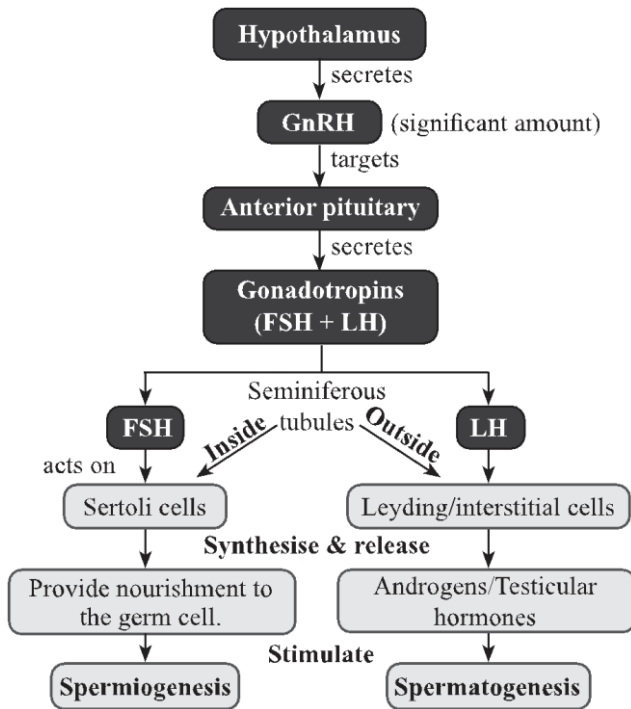 Hypothalamus
secretes
GnRH (significant amount)
targets
Anterior pituitary
secretes
Gonadotropins
(FSH + LH)
Seminiferous
tubules
Inside
Outside
FSH
LH
acts on
Sertoli cells
Leyding/interstitial cells
Synthesise & release
Provide nourishment to
the germ cell.
Androgens/Testicular
hormones
Stimulate
Spermiogenesis
Spermatogenesis